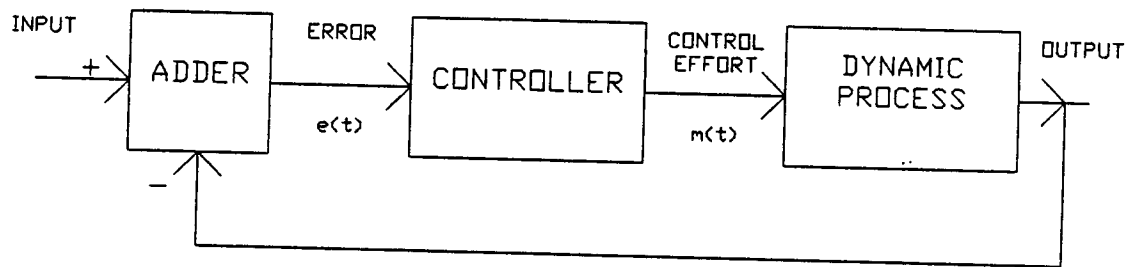 INPUT
+
ADDER
-
ERROR
e(t)
CONTROLLER
CONTROL
EFFORT
m(t)
DYNAMIC
PROCESS
OUTPUT